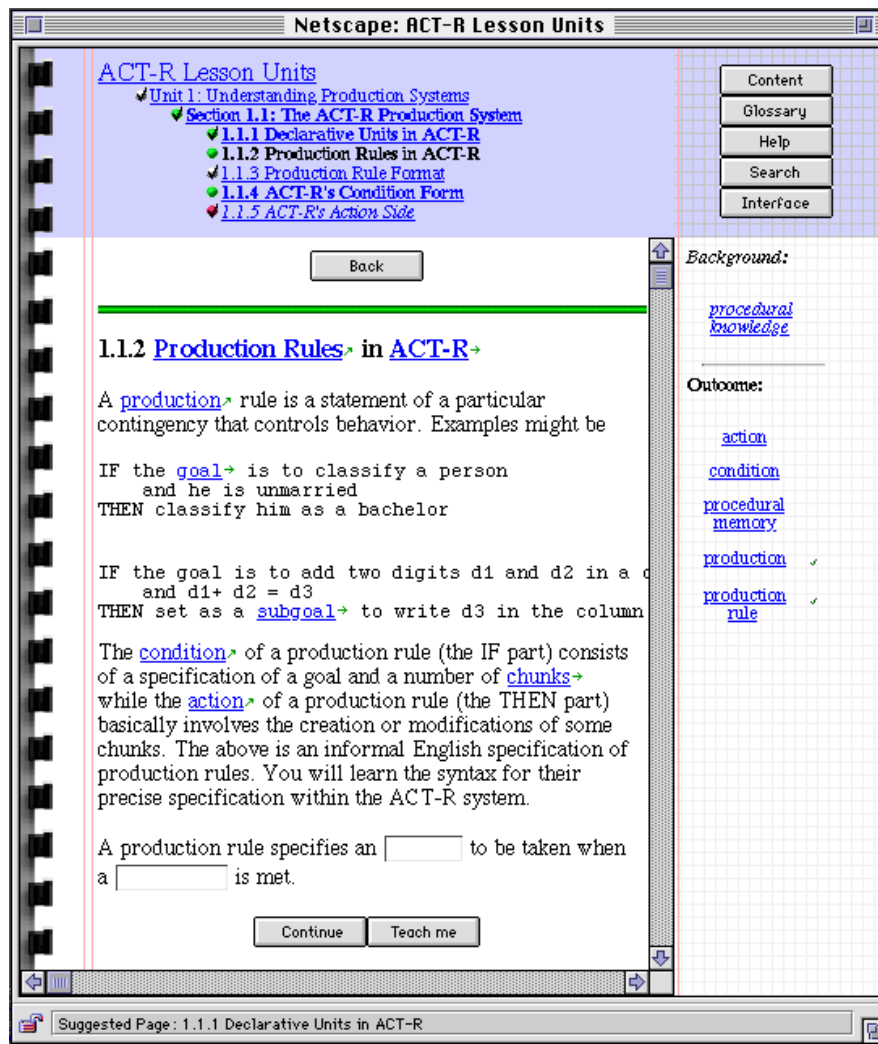 Netscape: ACT-R Lesson Units
ACT-R Lesson Units
Unit 1: Understanding Production Systems
Section 1.1: The ACT-R Production System
1.1.1 Declarative Units in ACT-R
1.1.2 Production Rules in ACT-R
1.1.3 Production Rule Format
1.1.4 ACT-R's Condition Form
1.1.5 ACT-R's Action Side
Content
Glossary
Help
Search
Interface
Back
1.1.2 Production Rules in ACT-R
A production rule is a statement of a particular
contingency that controls behavior. Examples might be
IF the goal is to classify a person
and he is unmarried
THEN classify him as a bachelor
IF the goal is to add two digits d1 and d2 in a c
and d1+ d2 = d3
THEN set as a subgoal to write d3 in the column
The condition of a production rule (the IF part) consists
of a specification of a goal and a number of chunks
while the action of a production rule (the THEN part)
basically involves the creation or modifications of some
chunks. The above is an informal English specification of
production rules. You will learn the syntax for their
precise specification within the ACT-R system.
A production rule specifies an to be taken when
a is met.
Continue
Teach me
Background:
procedural
knowledge
Outcome:
action
condition
procedural
memory
production
production
rule
Suggested Page: 1.1.1 Declarative Units in ACT-R